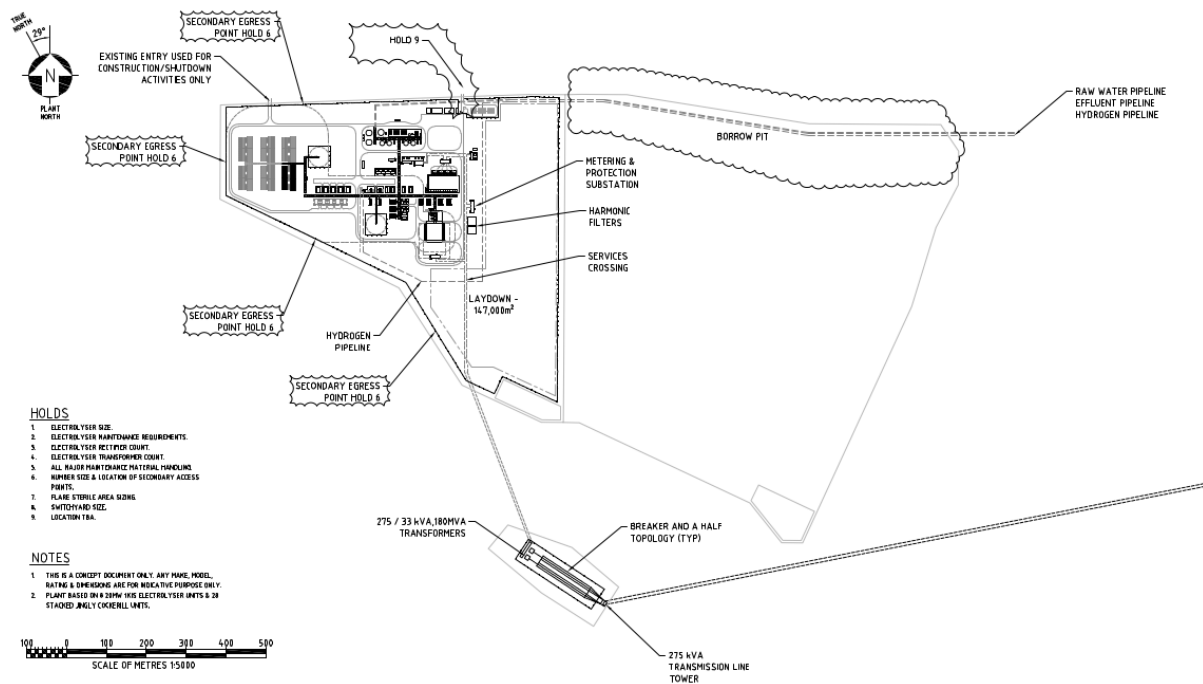 TRUE
NORTH
29°
N
PLANT
NORTH
SECONDARY EGRESS
POINT HOLD 6
HOLD 9
EXISTING ENTRY USED FOR
CONSTRUCTION/SHUTDOWN
ACTIVITIES ONLY
RAW WATER PIPELINE
EFFLUENT PIPELINE
HYDROGEN PIPELINE
BORROW PIT
SECONDARY EGRESS
POINT HOLD 6
METERING &
PROTECTION
SUBSTATION
HARMONIC
FILTERS
SERVICES
CROSSING
LAYDOWN -
147,000m²
SECONDARY EGRESS
POINT HOLD 6
HYDROGEN
PIPELINE
SECONDARY EGRESS
POINT HOLD 6
HOLDS
1. ELECTROLYSER SIZE.
2. ELECTROLYSER MAINTENANCE REQUIREMENTS.
3. ELECTROLYSER RECTIFIER COUNT.
4. ELECTROLYSER TRANSFORMER COUNT.
5. ALL MAJOR MAINTENANCE MATERIAL HANDLING.
6. NUMBER SIZE & LOCATION OF SECONDARY ACCESS
POINTS.
7. FLARE STERILE AREA SIZING.
8. SWITCHYARD SIZE.
9. LOCATION TBA.
275 / 33 kVA,180MVA
TRANSFORMERS
BREAKER AND A HALF
TOPOLOGY (TYP)
NOTES
1. THIS IS A CONCEPT DOCUMENT ONLY. ANY MAKE, MODEL,
RATING & DIMENSIONS ARE FOR INDICATIVE PURPOSE ONLY.
2. PLANT BASED ON 20MW ELECTROLYSER UNITS & 28
STACKED COCKERILL UNITS.
100 0 100 200 300 400 500
SCALE OF METRES 1:5000
275 kVA
TRANSMISSION LINE
TOWER